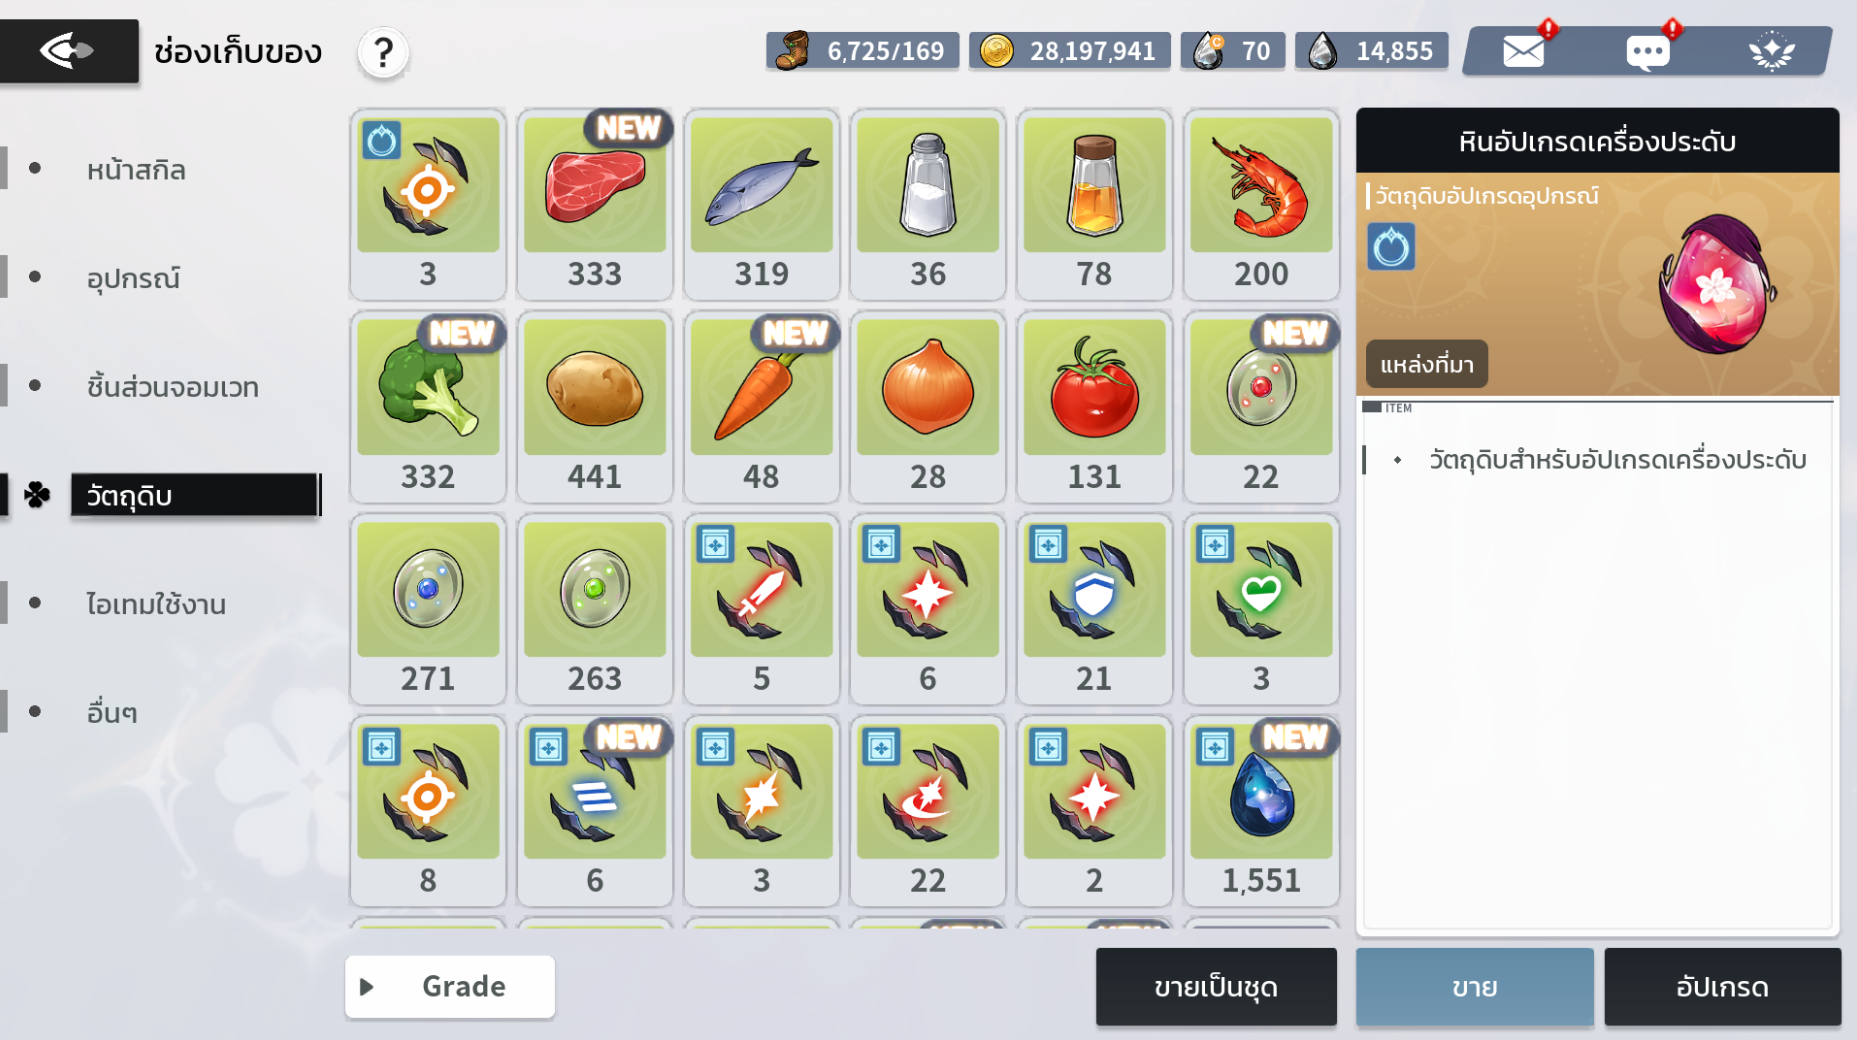 ช่องเก็บของ
?
6,725/169
28,197,941
C
70
14,855
หน้าสกิล
อุปกรณ์
ชิ้นส่วนจอมเวท
วัตถุดิบ
ไอเทมใช้งาน
อื่นๆ
NEW
3
333
319
36
78
200
NEW
NEW
NEW
332
441
48
28
131
22
271
263
5
6
21
3
NEW
NEW
8
6
3
22
2
1,551
หินอัปเกรดเครื่องประดับ
วัตถุดิบอัปเกรดอุปกรณ์
แหล่งที่มา
ITEM
วัตถุดิบสำหรับอัปเกรดเครื่องประดับ
Grade
ขายเป็นชุด
ขาย
อัปเกรด